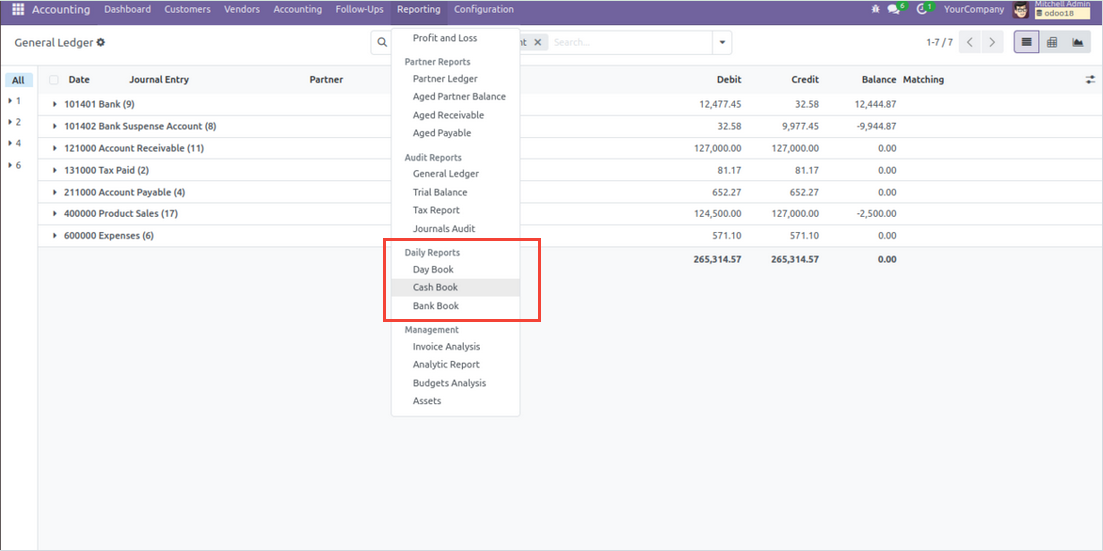 Accounting Dashboard Customers Vendors Accounting Follow-Ups Reporting Configuration 6 1 YourCompany Mitchell Admin
odoo18
General Ledger nt Search... 1-7 / 7
Profit and Loss
Partner Reports
Partner Ledger
Aged Partner Balance
Aged Receivable
Aged Payable
Audit Reports
General Ledger
Trial Balance
Tax Report
Journals Audit
Daily Reports
Day Book
Cash Book
Bank Book
Management
Invoice Analysis
Analytic Report
Budgets Analysis
Assets
All
1
2
4
6
Date Journal Entry Partner Debit Credit Balance Matching
101401 Bank (9) 12,477.45 32.58 12,444.87
101402 Bank Suspense Account (8) 32.58 9,977.45 -9,944.87
121000 Account Receivable (11) 127,000.00 127,000.00 0.00
131000 Tax Paid (2) 81.17 81.17 0.00
211000 Account Payable (4) 652.27 652.27 0.00
400000 Product Sales (17) 124,500.00 127,000.00 -2,500.00
600000 Expenses (6) 571.10 571.10 0.00
265,314.57 265,314.57 0.00